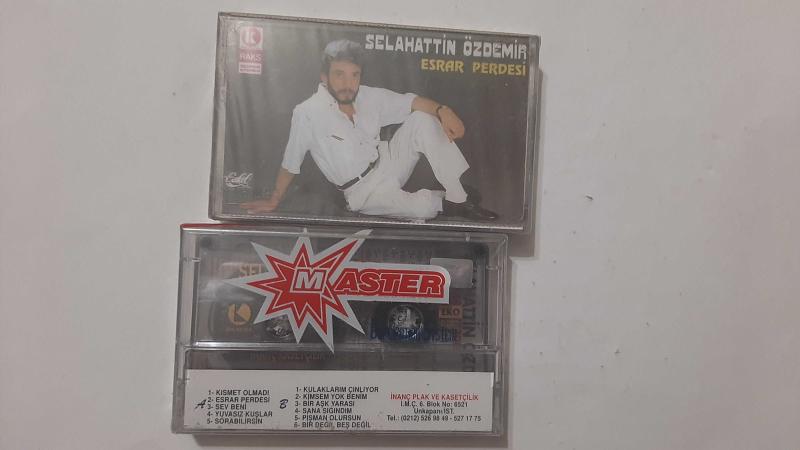 RAKS
SELAHATTİN ÖZDEMİR
ESRAR PERDESİ
MASTER
EKO
A
1- KISMET OLMADI
2- ESRAR PERDESİ
3- SEV BENİ
4- YUVASIZ KUŞLAR
5- SORABİLİRSİN
B
1- KULAKLARIM ÇINLIYOR
2- KİMSEM YOK BENİM
3- BİR AŞK YARASI
4- SANA SIĞINDIM
5- PİŞMAN OLURSUN
6- BİR DEĞİL BEŞ DEĞİL
İNANÇ PLAK VE KASETÇİLİK
İ.M.Ç. 6. Blok No: 6521
Unkapanı/İST.
Tel.: (0212) 526 98 49 - 527 17 75